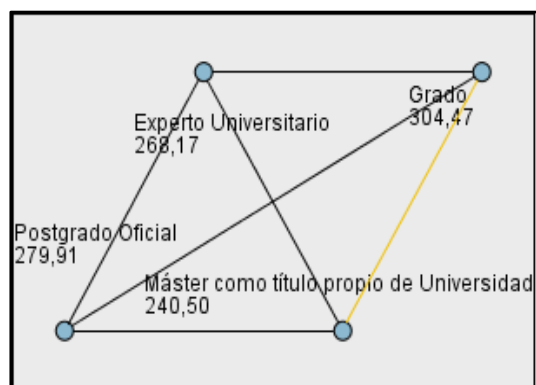 Grado
304,47
Experto Universitario
268,17
Postgrado Oficial
279,91
Máster como título propio de Universidad
240,50